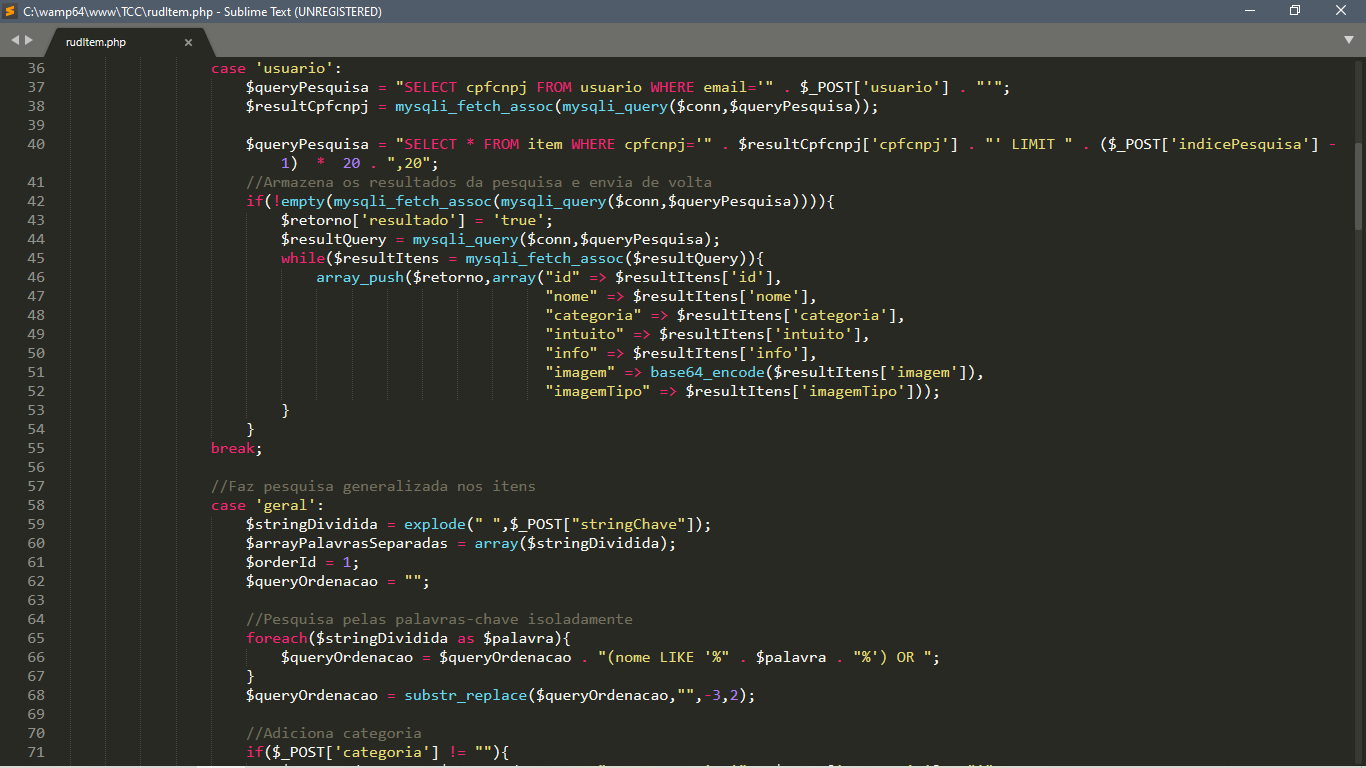 C:\wamp64\www\TCC\rudItem.php - Sublime Text (UNREGISTERED)
rudItem.php
36 case 'usuario':
37 $queryPesquisa = "SELECT cpfcnpj FROM usuario WHERE email='" . $_POST['usuario'] . "'";
38 $resultCpfcnpj = mysqli_fetch_assoc(mysqli_query($conn,$queryPesquisa));
39
40 $queryPesquisa = "SELECT * FROM item WHERE cpfcnpj='" . $resultCpfcnpj['cpfcnpj'] . "' LIMIT " . ($_POST['indicePesquisa'] -
1) * 20 . ",20";
41 //Armazena os resultados da pesquisa e envia de volta
42 if(!empty(mysqli_fetch_assoc(mysqli_query($conn,$queryPesquisa)))){
43 $retorno['resultado'] = 'true';
44 $resultQuery = mysqli_query($conn,$queryPesquisa);
45 while($resultItens = mysqli_fetch_assoc($resultQuery)){
46 array_push($retorno,array("id" => $resultItens['id'],
47 "nome" => $resultItens['nome'],
48 "categoria" => $resultItens['categoria'],
49 "intuito" => $resultItens['intuito'],
50 "info" => $resultItens['info'],
51 "imagem" => base64_encode($resultItens['imagem']),
52 "imagemTipo" => $resultItens['imagemTipo']));
53 }
54 }
55 break;
56
57 //Faz pesquisa generalizada nos itens
58 case 'geral':
59 $stringDividida = explode(" ",$_POST["stringChave"]);
60 $arrayPalavrasSeparadas = array($stringDividida);
61 $orderId = 1;
62 $queryOrdenacao = "";
63
64 //Pesquisa pelas palavras-chave isoladamente
65 foreach($stringDividida as $palavra){
66 $queryOrdenacao = $queryOrdenacao . "(nome LIKE '%" . $palavra . "%') OR ";
67 }
68 $queryOrdenacao = substr_replace($queryOrdenacao,"",-3,2);
69
70 //Adiciona categoria
71 if($_POST['categoria'] != ""){